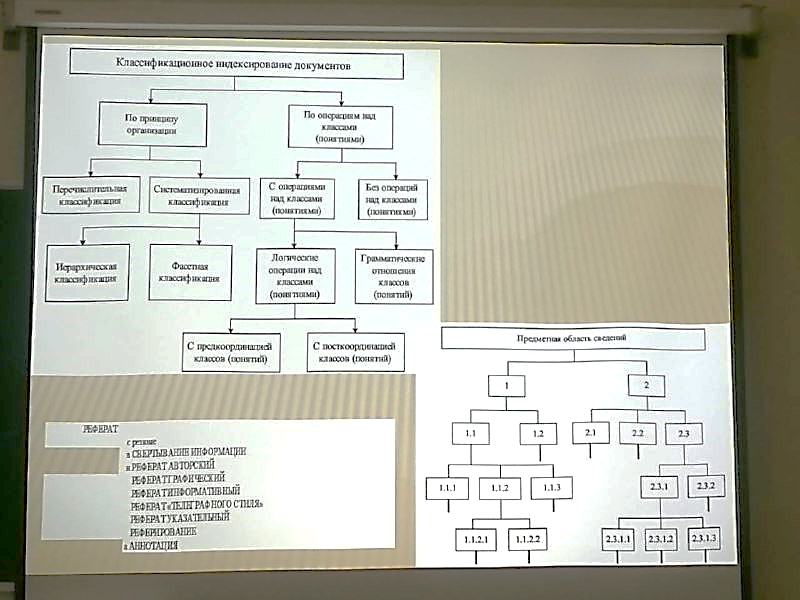 Классификационное индексирование документов
По принципу
организации
По операциям над
классами
(понятиями)
Перечислительная
классификация
Систематизированная
классификация
С операциями
над классами
(понятиями)
Без операций
над классами
(понятиями)
Иерархическая
классификация
Фасетная
классификация
Логические
операции над
классами
(понятиями)
Грамматические
отношения
классов
(понятий)
С предкоординацией
классов (понятий)
С посткоординацией
классов (понятий)
РЕФЕРАТ
с резюме
в СВЕРТЫВАНИЕ ИНФОРМАЦИИ
н РЕФЕРАТ АВТОРСКИЙ
РЕФЕРАТ ГРАФИЧЕСКИЙ
РЕФЕРАТ ИНФОРМАТИВНЫЙ
РЕФЕРАТ «ТЕЛЕГРАФНОГО СТИЛЯ»
РЕФЕРАТ УКАЗАТЕЛЬНЫЙ
РЕФЕРИРОВАНИЕ
а АННОТАЦИЯ
Предметная область сведений
1
2
1.1
1.2
2.1
2.2
2.3
1.1.1
1.1.2
1.1.3
2.3.1
2.3.2
1.1.2.1
1.1.2.2
2.3.1.1
2.3.1.2
2.3.1.3